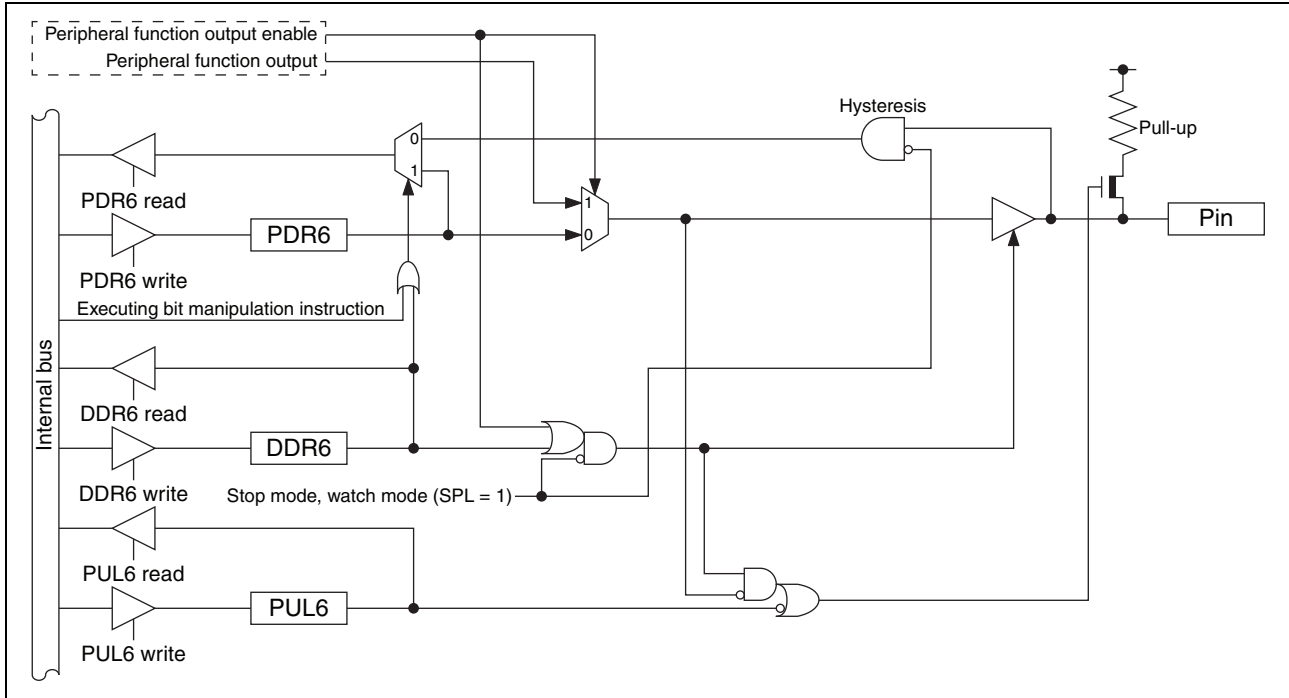 Peripheral function output enable
Peripheral function output
Hysteresis
Pull-up
0
1
PDR6 read
1
0
PDR6
Pin
PDR6 write
Executing bit manipulation instruction
Internal bus
DDR6 read
DDR6
DDR6 write
Stop mode, watch mode (SPL = 1)
PUL6 read
PUL6
PUL6 write